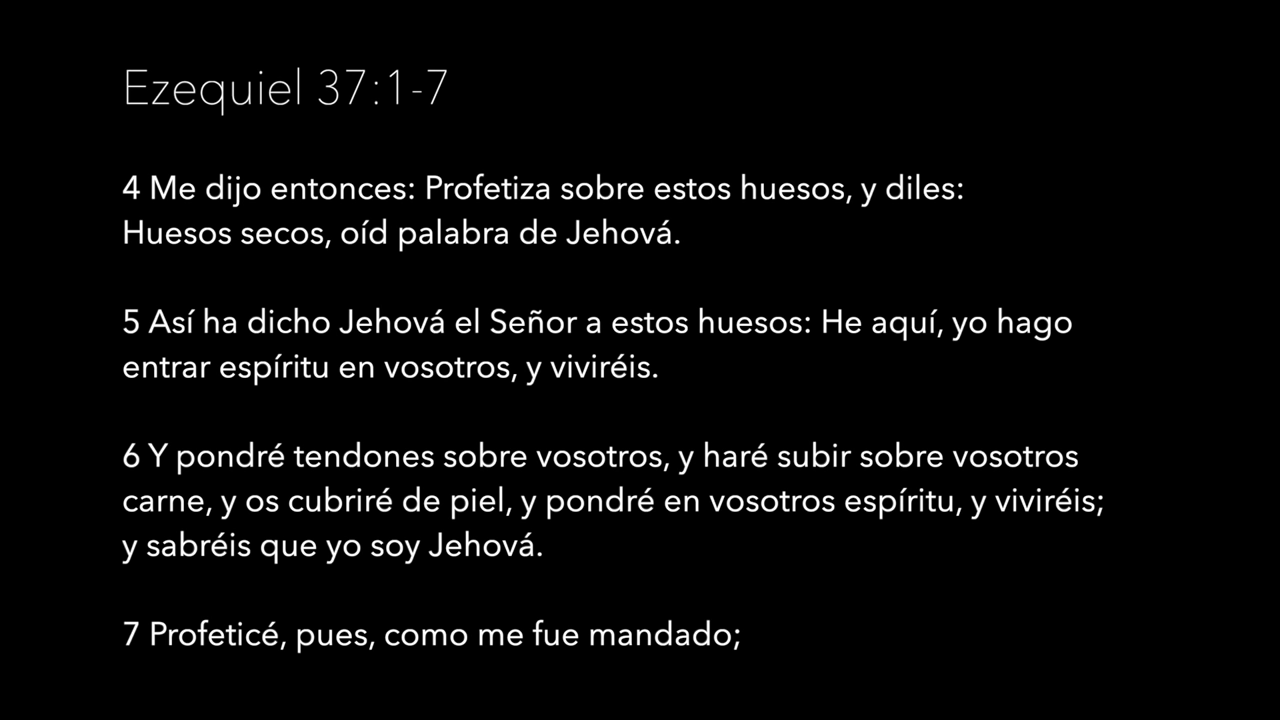 Ezequiel 37:1-7
4 Me dijo entonces: Profetiza sobre estos huesos, y diles:
Huesos secos, oíd palabra de Jehová.
5 Así ha dicho Jehová el Señor a estos huesos: He aquí, yo hago
entrar espíritu en vosotros, y viviréis.
6 Y pondré tendones sobre vosotros, y haré subir sobre vosotros
carne, y os cubriré de piel, y pondré en vosotros espíritu, y viviréis;
y sabréis que yo soy Jehová.
7 Profeticé, pues, como me fue mandado;